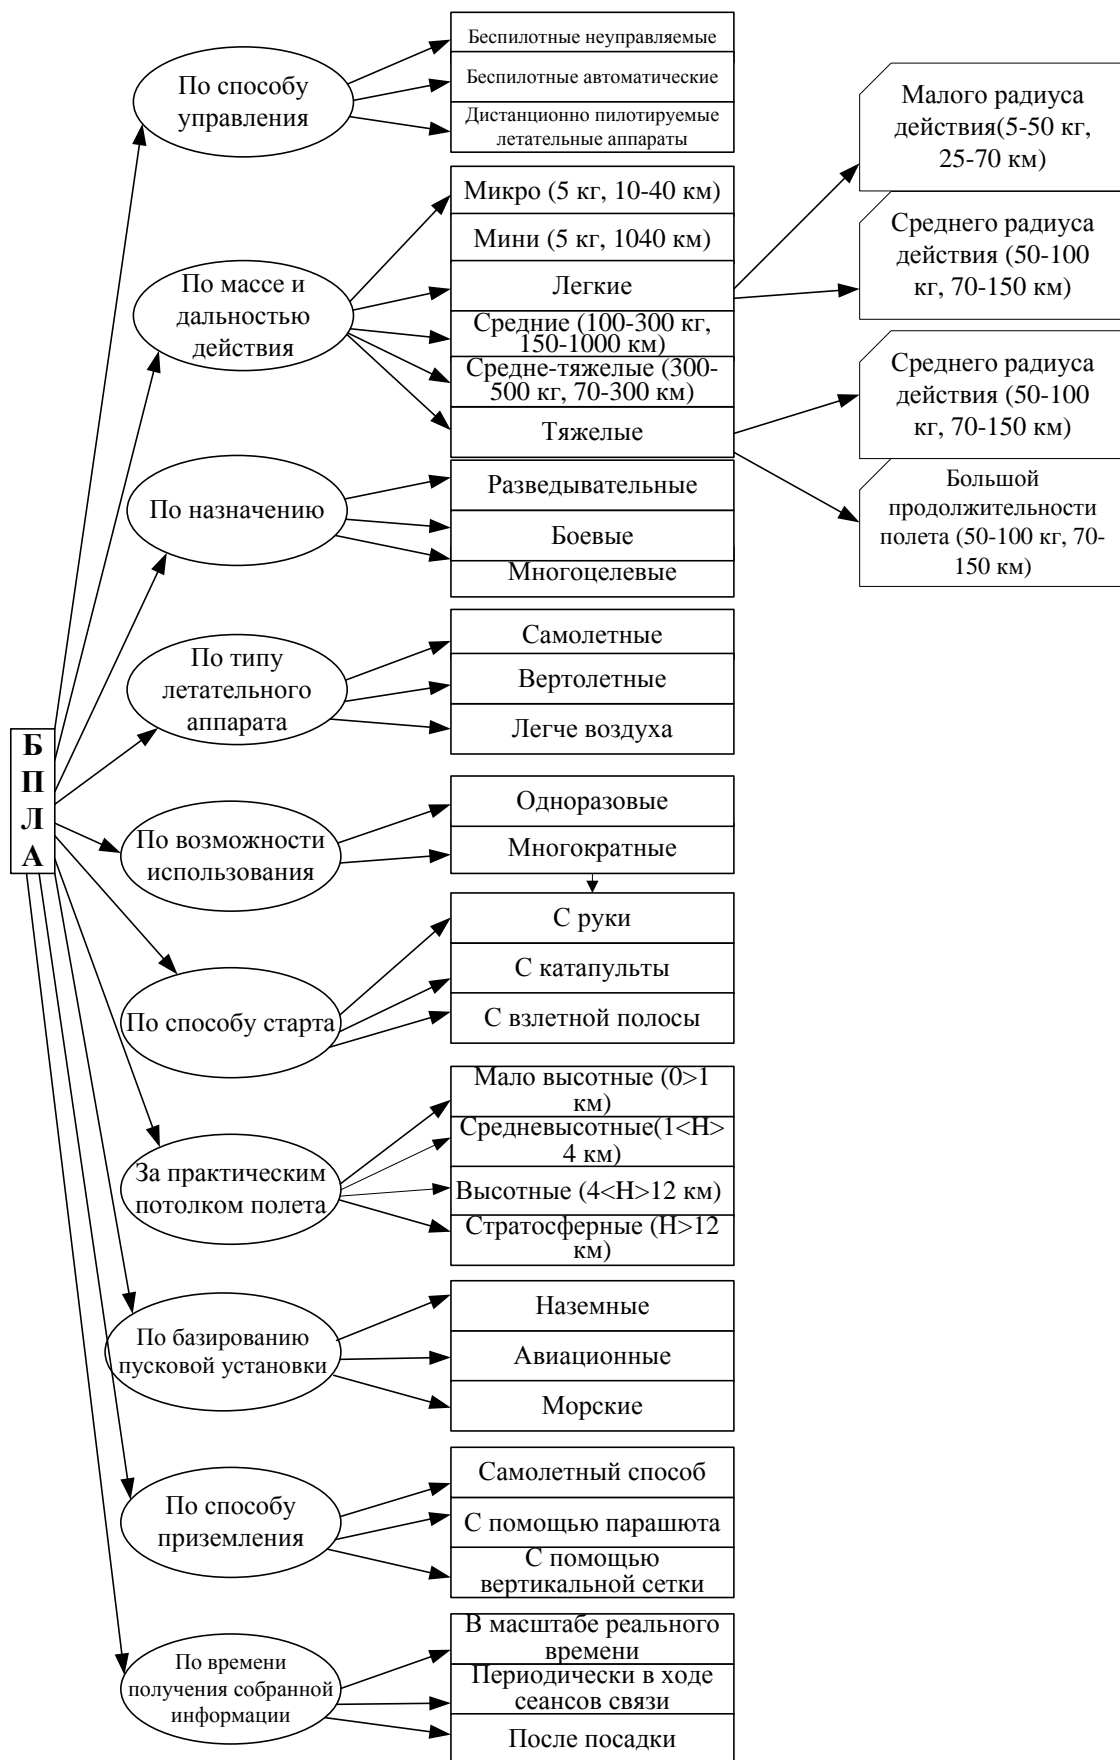 Б
П
Л
А
По способу
управления
Беспилотные неуправляемые
Беспилотные автоматические
Дистанционно пилотируемые
летательные аппараты
По массе и
дальностью
действия
Микро (5 кг, 10-40 км)
Мини (5 кг, 1040 км)
Легкие
Средние (100-300 кг,
150-1000 км)
Средне-тяжелые (300-
500 кг, 70-300 км)
Тяжелые
Малого радиуса
действия(5-50 кг,
25-70 км)
Среднего радиуса
действия (50-100
кг, 70-150 км)
Среднего радиуса
действия (50-100
кг, 70-150 км)
Большой
продолжительности
полета (50-100 кг, 70-
150 км)
По назначению
Разведывательные
Боевые
Многоцелевые
По типу
летательного
аппарата
Самолетные
Вертолетные
Легче воздуха
По возможности
использования
Одноразовые
Многократные
По способу старта
С руки
С катапульты
С взлетной полосы
За практическим
потолком полета
Мало высотные (0>1
км)
Средневысотные(1<H>
4 км)
Высотные (4<H>12 км)
Стратосферные (H>12
км)
По базированию
пусковой установки
Наземные
Авиационные
Морские
По способу
приземления
Самолетный способ
С помощью парашюта
С помощью
вертикальной сетки
По времени
получения собранной
информации
В масштабе реального
времени
Периодически в ходе
сеансов связи
После посадки